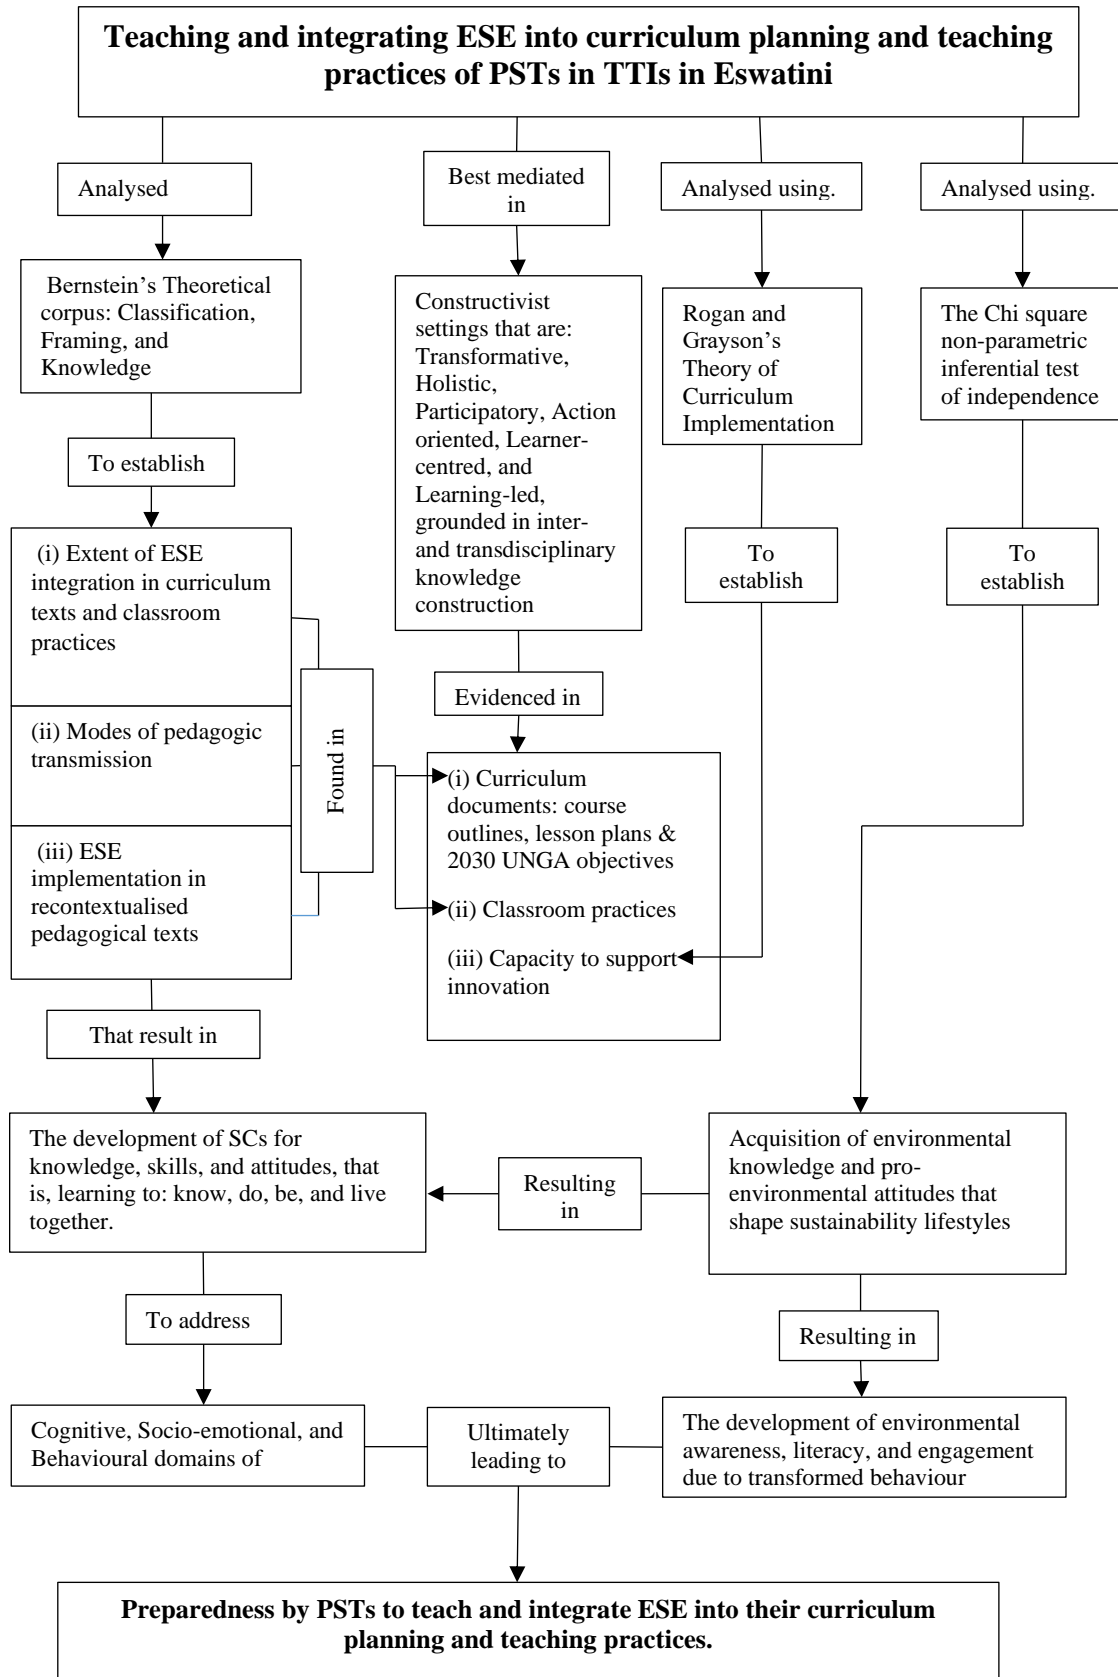 Teaching and integrating ESE into curriculum planning and teaching
practices of PSTs in TTIs in Eswatini
Analysed
Best mediated
in
Analysed using.
Analysed using.
Bernstein’s Theoretical
corpus: Classification,
Framing, and
Knowledge
Constructivist
settings that are:
Transformative,
Holistic,
Participatory, Action
oriented, Learner-
centred, and
Learning-led,
grounded in inter-
and transdisciplinary
knowledge
construction
Rogan and
Grayson’s
Theory of
Curriculum
Implementation
The Chi square
non-parametric
inferential test
of independence
To establish
To
establish
To
establish
(i) Extent of ESE
integration in curriculum
texts and classroom
practices
(ii) Modes of pedagogic
transmission
(iii) ESE
implementation in
recontextualised
pedagogical texts
Found in
Evidenced in
(i) Curriculum
documents: course
outlines, lesson plans &
2030 UNGA objectives
(ii) Classroom practices
(iii) Capacity to support
innovation
That result in
The development of SCs for
knowledge, skills, and attitudes, that
is, learning to: know, do, be, and live
together.
Resulting
in
Acquisition of environmental
knowledge and pro-
environmental attitudes that
shape sustainability lifestyles
To address
Resulting in
Cognitive, Socio-emotional, and
Behavioural domains of
Ultimately
leading to
The development of environmental
awareness, literacy, and engagement
due to transformed behaviour
Preparedness by PSTs to teach and integrate ESE into their curriculum
planning and teaching practices.